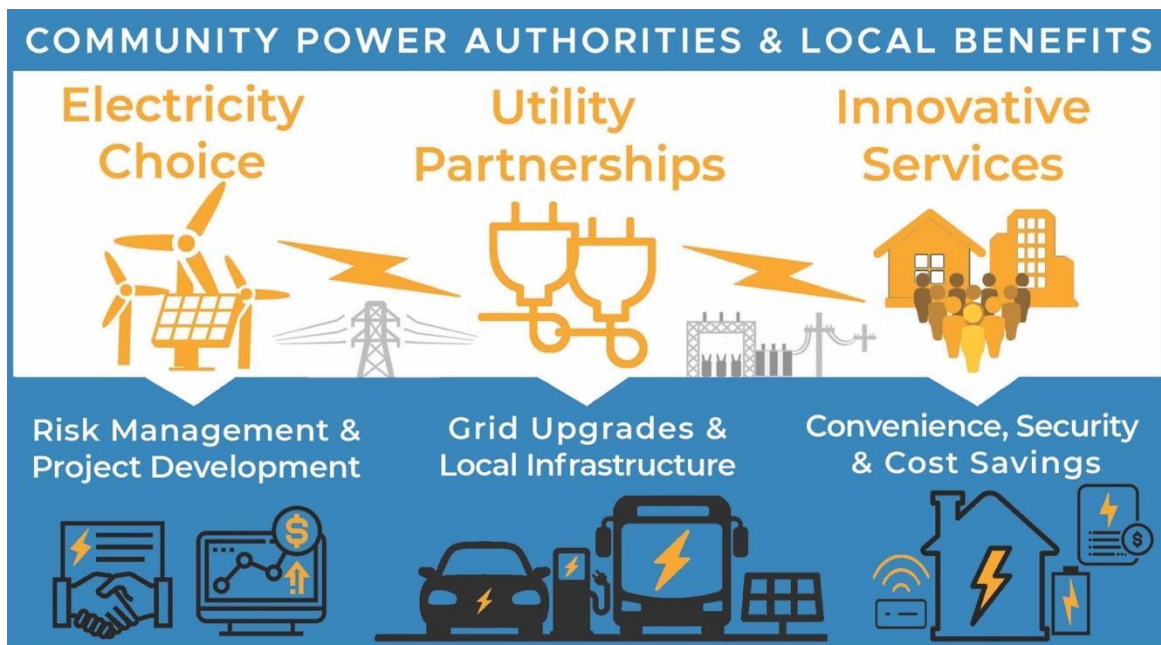 COMMUNITY POWER AUTHORITIES & LOCAL BENEFITS
Electricity
Choice
Utility
Partnerships
Innovative
Services
Risk Management &
Project Development
Grid Upgrades &
Local Infrastructure
Convenience, Security
& Cost Savings
$
$